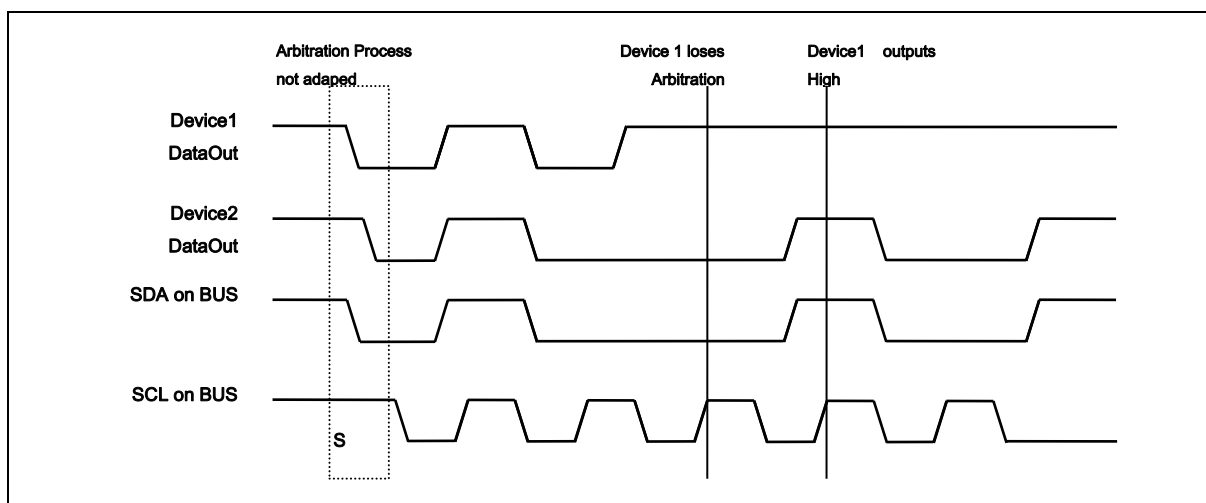 Arbitration Process
not adaped
Device 1 loses
Arbitration
Device1 outputs
High
Device1
DataOut
Device2
DataOut
SDA on BUS
SCL on BUS
S